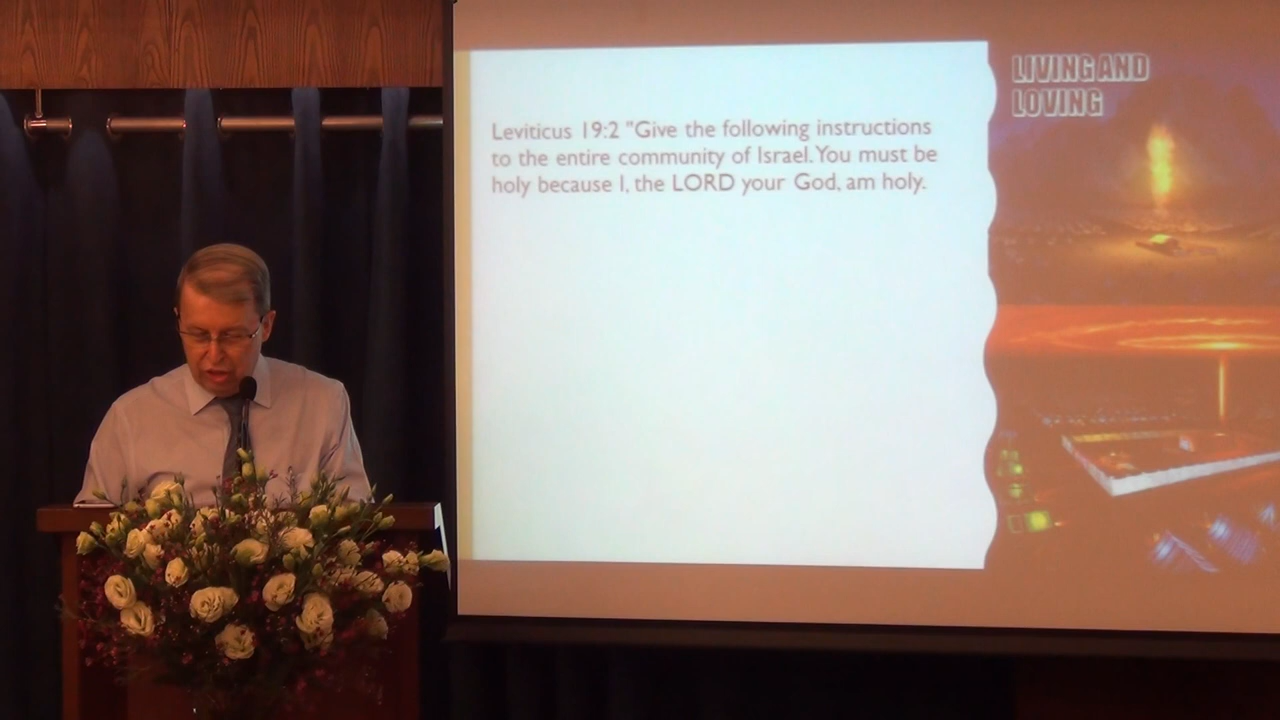 LIVING AND
LOVING
Leviticus 19:2 "Give the following instructions
to the entire community of Israel. You must be
holy because I, the LORD your God, am holy.